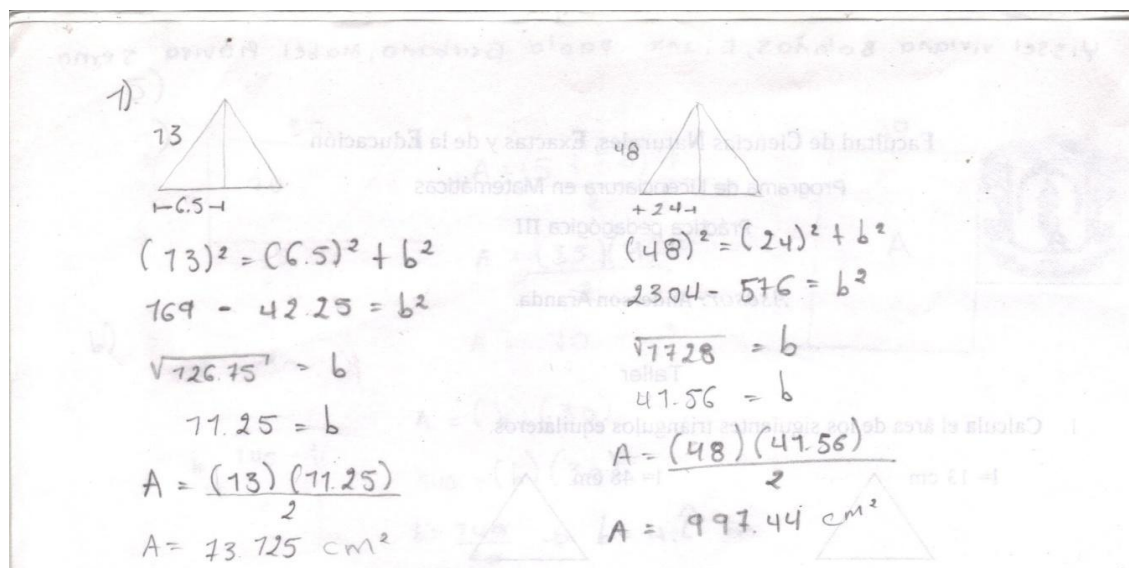 1)
13
6.5
(13)² = (6.5)² + b²
169 - 42.25 = b²
√126.75 = b
11.25 = b
A = (13)(11.25) / 2
A = 73.125 cm²
48
24
(48)² = (24)² + b²
2304 - 576 = b²
√1728 = b
41.56 = b
A = (48)(41.56) / 2
A = 997.44 cm²
Facultad de Ciencias Naturales, Exactas y de la Educación
Programa de Licenciatura en Matemáticas
Práctica pedagógica III
Anderson Aranda.
Taller
1. Calcula el área de los siguientes triángulos equiláteros.
l= 13 cm
l= 48 cm